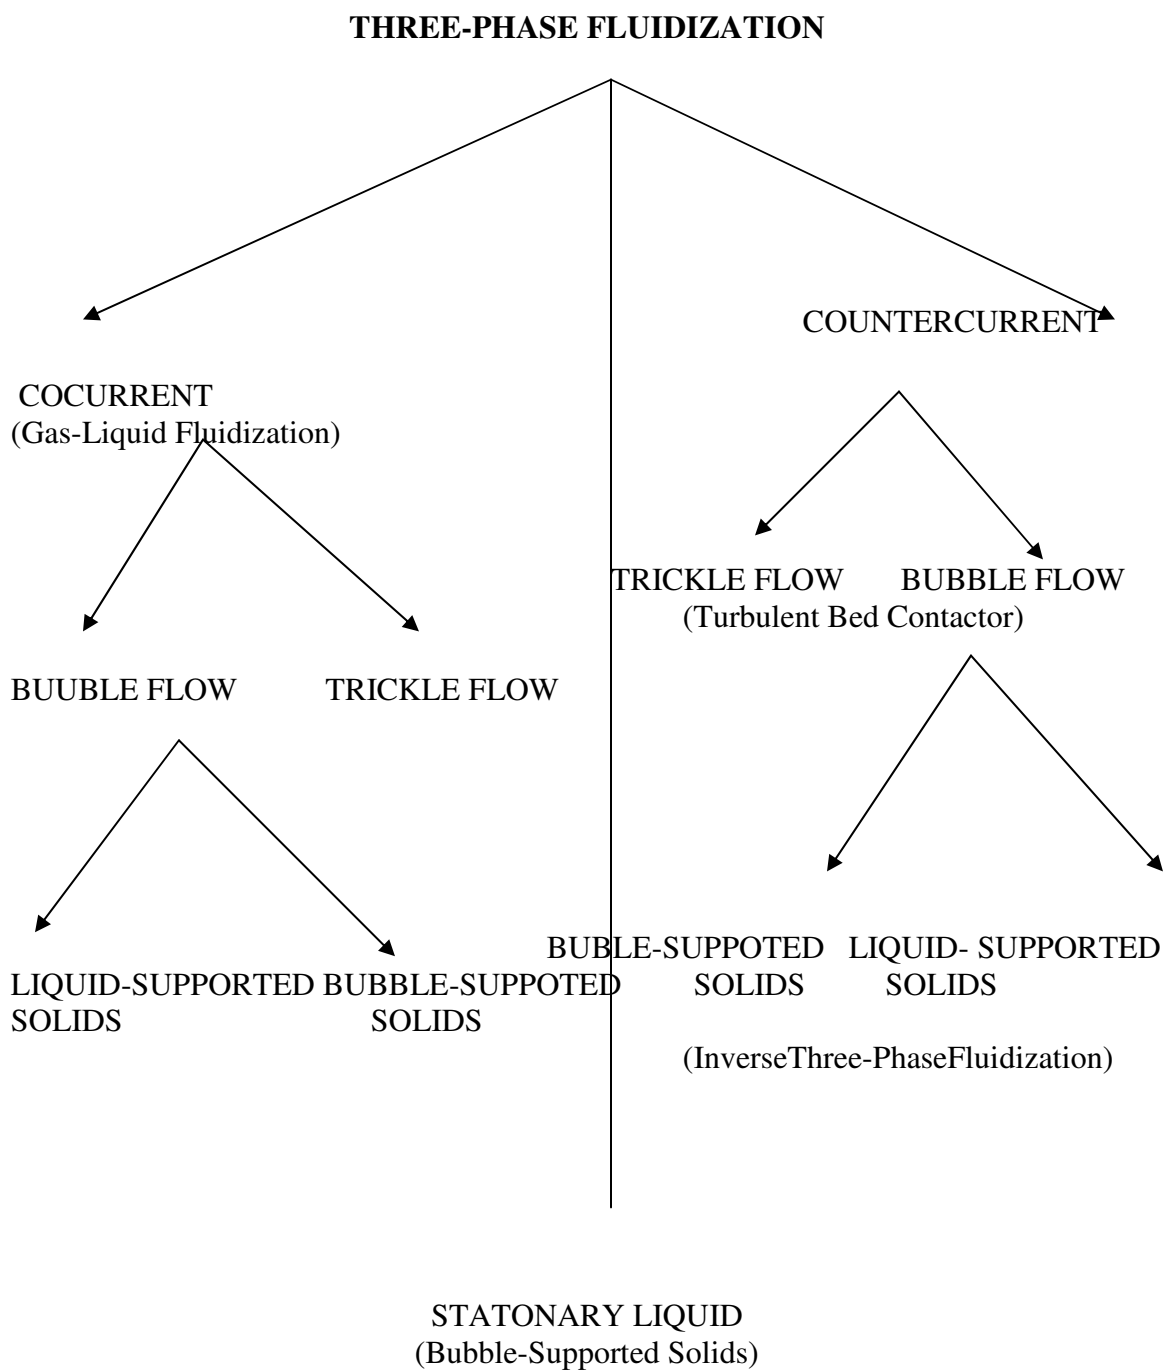 THREE-PHASE FLUIDIZATION
COUNTERCURRENT
COCURRENT
(Gas-Liquid Fluidization)
TRICKLE FLOW BUBBLE FLOW
(Turbulent Bed Contactor)
BUUBLE FLOW TRICKLE FLOW
BUBLE-SUPPOTED LIQUID- SUPPORTED
SOLIDS SOLIDS
LIQUID-SUPPORTED BUBBLE-SUPPOTED
SOLIDS SOLIDS
(InverseThree-PhaseFluidization)
STATONARY LIQUID
(Bubble-Supported Solids)